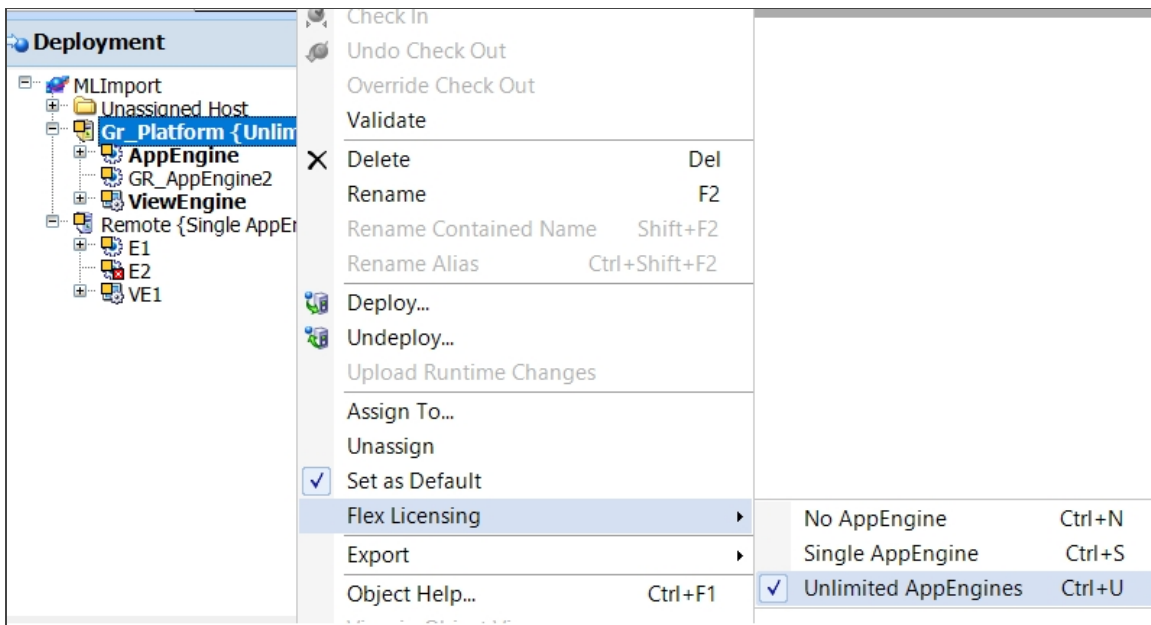 Deployment
MLImport
Unassigned Host
Gr_Platform {Unlim
AppEngine
GR_AppEngine2
ViewEngine
Remote {Single AppEn
E1
E2
VE1
Check In
Undo Check Out
Override Check Out
Validate
Delete Del
Rename F2
Rename Contained Name Shift+F2
Rename Alias Ctrl+Shift+F2
Deploy...
Undeploy...
Upload Runtime Changes
Assign To...
Unassign
Set as Default
Flex Licensing
Export
Object Help... Ctrl+F1
No AppEngine Ctrl+N
Single AppEngine Ctrl+S
Unlimited AppEngines Ctrl+U